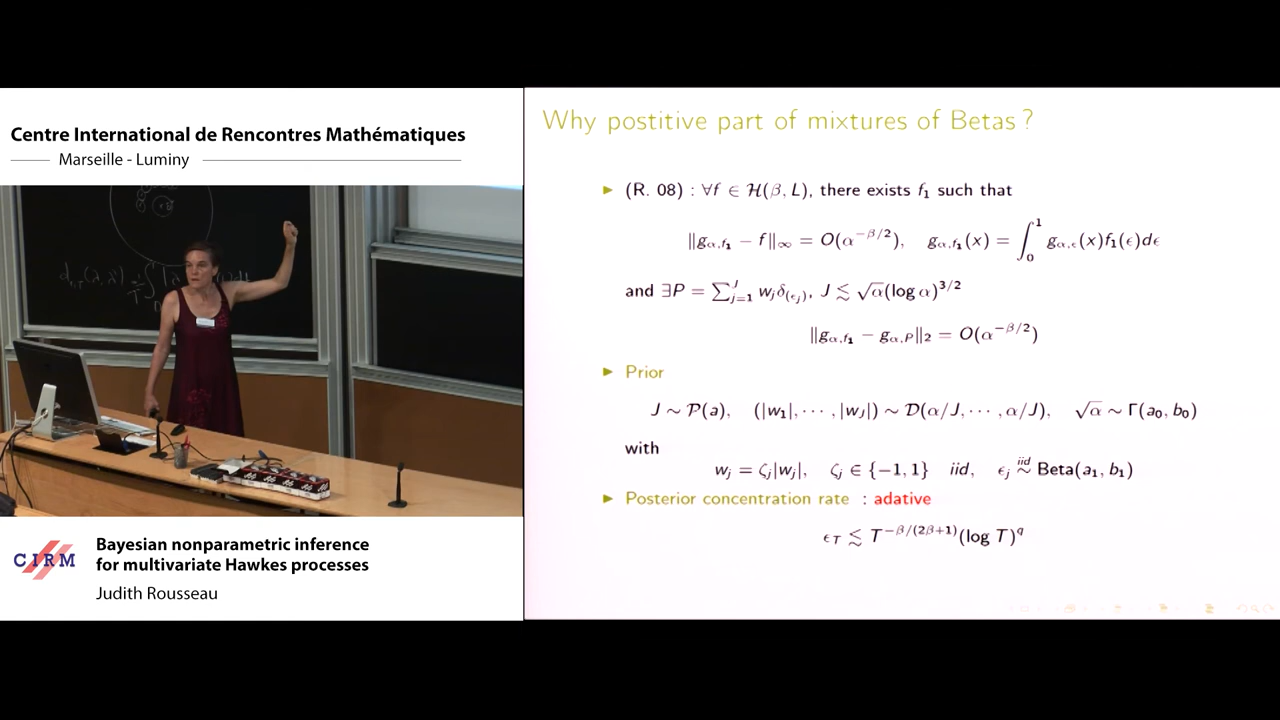 Centre International de Rencontres Mathématiques
Marseille - Luminy
CIRM
Bayesian nonparametric inference
for multivariate Hawkes processes
Judith Rousseau
Why postitive part of mixtures of Betas ?
(R. 08) : ∀f ∈ H(β, L), there exists f₁ such that
‖g_{α,f₁} − f‖_∞ = O(α^{−β/2}), g_{α,f₁}(x) = ∫₀¹ g_{α,ϵ}(x)f₁(ϵ)dϵ
and ∃P = ∑_{j=1}^J w_jδ_{(ϵ_j)}, J ≲ √α(log α)^{3/2}
‖g_{α,f₁} − g_{α,P}‖₂ = O(α^{−β/2})
Prior
J ∼ P(a), (|w₁|, ⋯ , |w_J|) ∼ D(α/J, ⋯ , α/J), √α ∼ Γ(a₀, b₀)
with
w_j = ζ_j|w_j|, ζ_j ∈ {−1, 1} iid, ϵ_j ∼^{iid} Beta(a₁, b₁)
Posterior concentration rate : adative
ϵ_T ≲ T^{−β/(2β+1)}(log T)^q